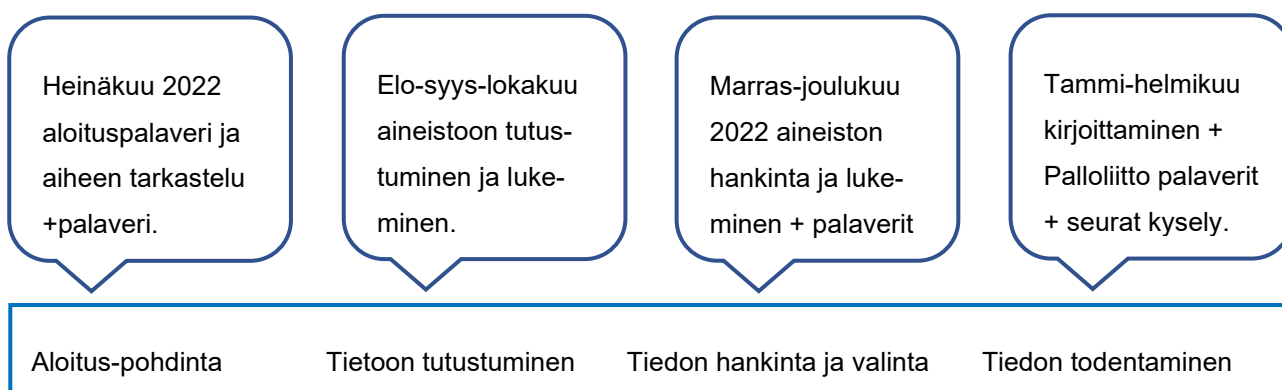 Heinäkuu 2022
aloituspalaveri ja
aiheen tarkastelu
+palaveri.
Elo-syys-lokakuu
aineistoon tutus-
tuminen ja luke-
minen.
Marras-joulukuu
2022 aineiston
hankinta ja luke-
minen + palaverit
Tammi-helmikuu
kirjoittaminen +
Palloliitto palaverit
+ seurat kysely.
Aloitus-pohdinta
Tietoon tutustuminen
Tiedon hankinta ja valinta
Tiedon todentaminen